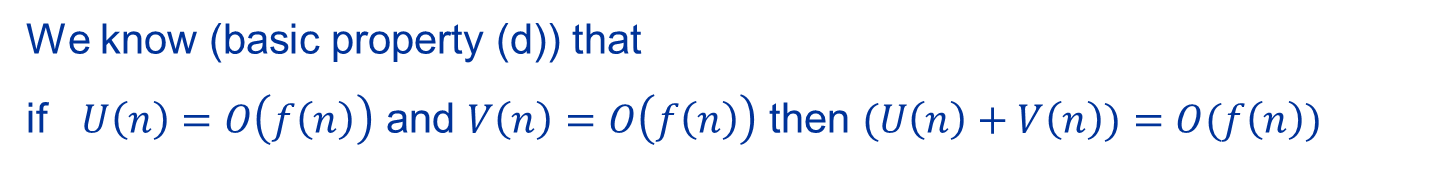 We know (basic property (d)) that
if U(n) = O(f(n)) and V(n) = O(f(n)) then (U(n) + V(n)) = O(f(n))